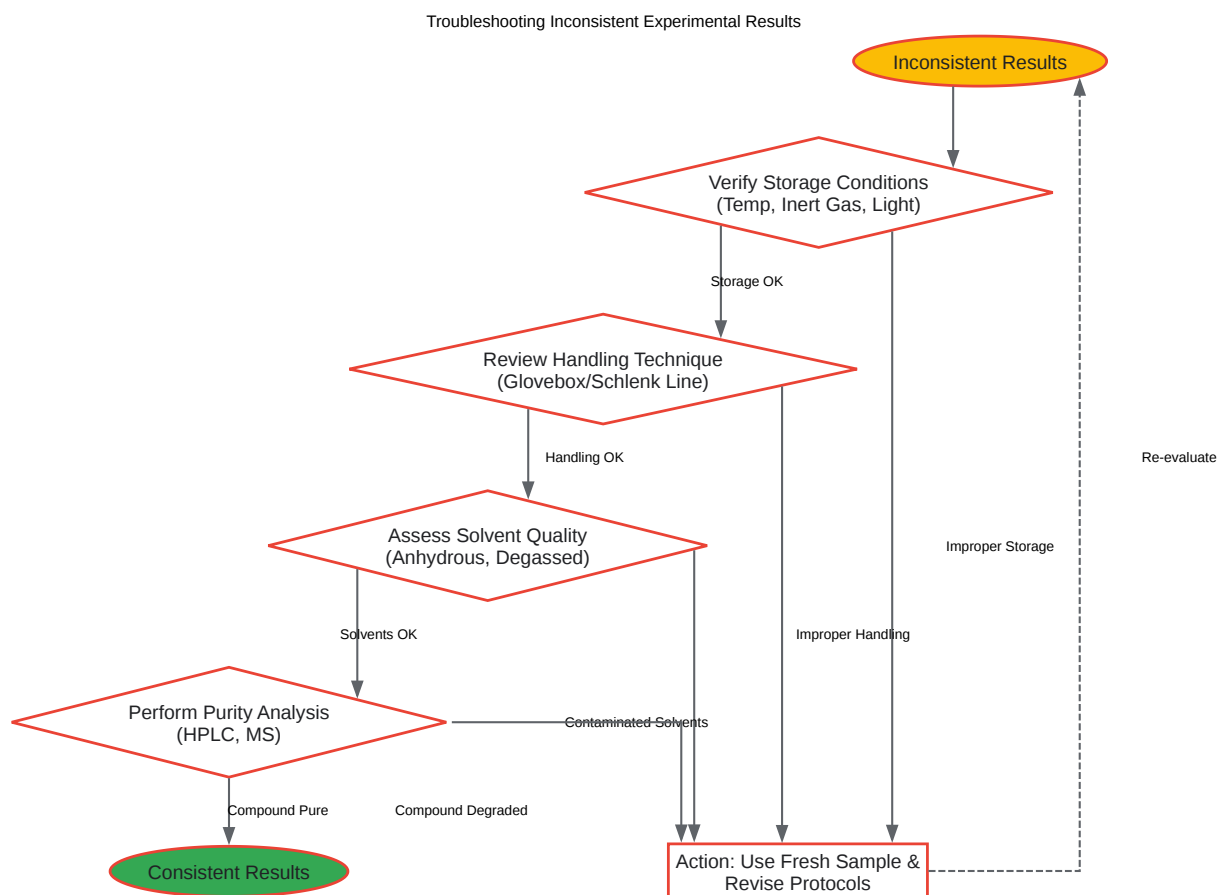 Troubleshooting Inconsistent Experimental Results
Inconsistent Results
Verify Storage Conditions
(Temp, Inert Gas, Light)
Storage OK
Review Handling Technique
(Glovebox/Schlenk Line)
Handling OK
Re-evaluate
Assess Solvent Quality
(Anhydrous, Degassed)
Improper Storage
Solvents OK
Improper Handling
Perform Purity Analysis
(HPLC, MS)
Contaminated Solvents
Compound Pure
Compound Degraded
Consistent Results
Action: Use Fresh Sample &
Revise Protocols